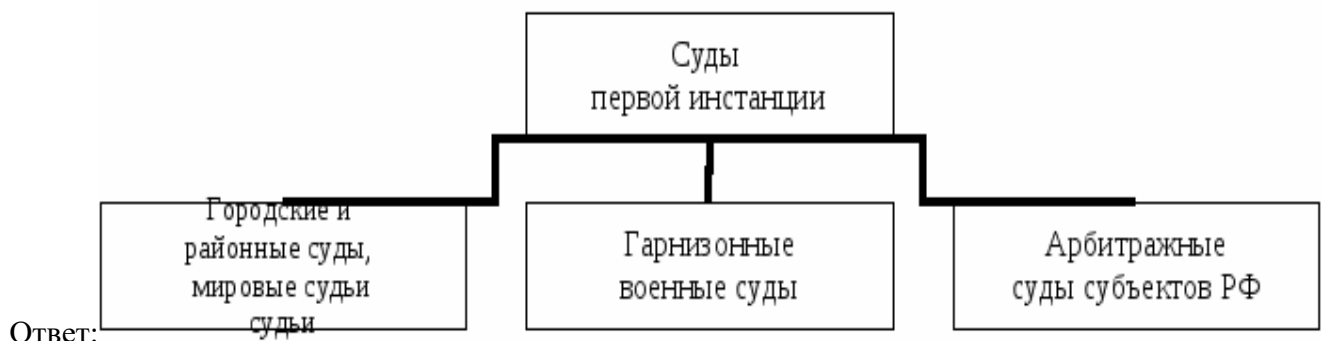 Суды
первой инстанции
Городские и
районные суды,
мировые судьи
судьи
Гарнизонные
военные суды
Арбитражные
суды субъектов РФ
Ответ: